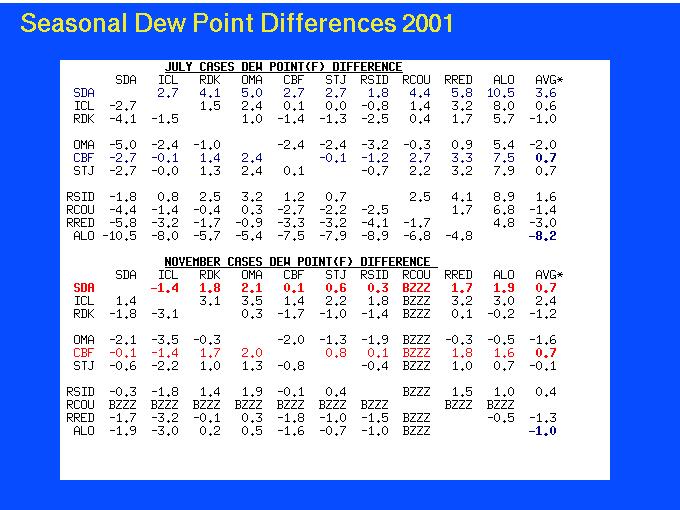 Seasonal Dew Point Differences 2001
JULY CASES DEW POINT(F) DIFFERENCE
SDA ICL RDK OMA CBF STJ RSID RCOU RRED ALO AVG*
SDA 2.7 4.1 5.0 2.7 2.7 1.8 4.4 5.8 10.5 3.6
ICL -2.7 1.5 2.4 0.1 0.0 -0.8 1.4 3.2 8.0 0.6
RDK -4.1 -1.5 1.0 -1.4 -1.3 -2.5 0.4 1.7 5.7 -1.0
OMA -5.0 -2.4 -1.0 -2.4 -2.4 -3.2 -0.3 0.9 5.4 -2.0
CBF -2.7 -0.1 1.4 2.4 -0.1 -1.2 2.7 3.3 7.5 0.7
STJ -2.7 -0.0 1.3 2.4 0.1 -0.7 2.2 3.2 7.9 0.7
RSID -1.8 0.8 2.5 3.2 1.2 0.7 2.5 4.1 8.9 1.6
RCOU -4.4 -1.4 -0.4 0.3 -2.7 -2.2 -2.5 1.7 6.8 -1.4
RRED -5.8 -3.2 -1.7 -0.9 -3.3 -3.2 -4.1 -1.7 4.8 -3.0
ALO -10.5 -8.0 -5.7 -5.4 -7.5 -7.9 -8.9 -6.8 -4.8 -8.2
NOVEMBER CASES DEW POINT(F) DIFFERENCE
SDA ICL RDK OMA CBF STJ RSID RCOU RRED ALO AVG*
SDA -1.4 1.8 2.1 0.1 0.6 0.3 BZZZ 1.7 1.9 0.7
ICL 1.4 3.1 3.5 1.4 2.2 1.8 BZZZ 3.2 3.0 2.4
RDK -1.8 -3.1 0.3 -1.7 -1.0 -1.4 BZZZ 0.1 -0.2 -1.2
OMA -2.1 -3.5 -0.3 -2.0 -1.3 -1.9 BZZZ -0.3 -0.5 -1.6
CBF -0.1 -1.4 1.7 2.0 0.8 0.1 BZZZ 1.8 1.6 0.7
STJ -0.6 -2.2 1.0 1.3 -0.8 -0.4 BZZZ 1.0 0.7 -0.1
RSID -0.3 -1.8 1.4 1.9 -0.1 0.4 BZZZ 1.5 1.0 0.4
RCOU BZZZ BZZZ BZZZ BZZZ BZZZ BZZZ BZZZ BZZZ BZZZ
RRED -1.7 -3.2 -0.1 0.3 -1.8 -1.0 -1.5 BZZZ -0.5 -1.3
ALO -1.9 -3.0 0.2 0.5 -1.6 -0.7 -1.0 BZZZ -1.0